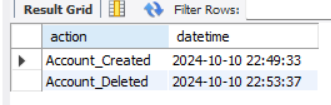 Result Grid Filter Rows:
action datetime
Account_Created 2024-10-10 22:49:33
Account_Deleted 2024-10-10 22:53:37